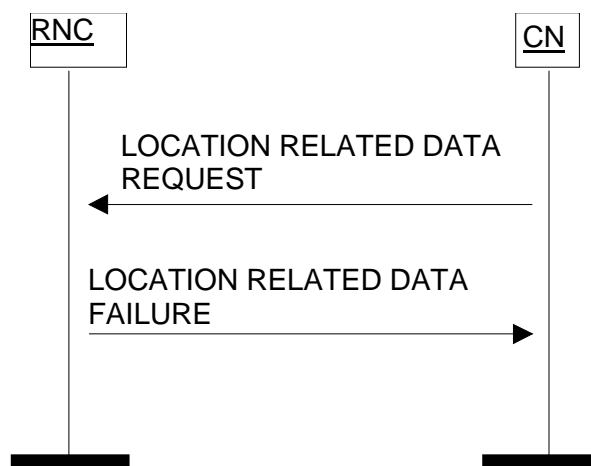 RNC
CN
LOCATION RELATED DATA
REQUEST
LOCATION RELATED DATA
FAILURE